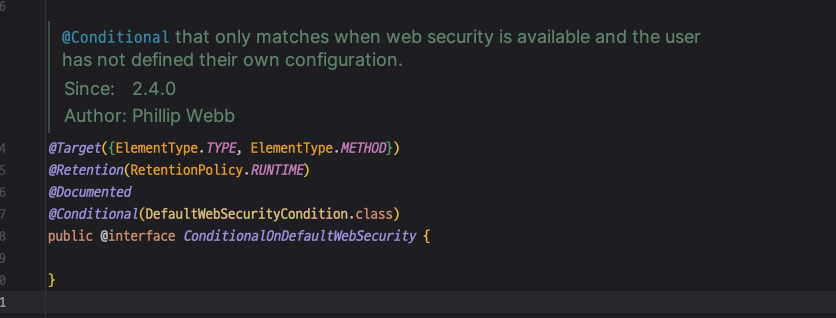 6
@Conditional that only matches when web security is available and the user
has not defined their own configuration.
Since: 2.4.0
Author: Phillip Webb
4 @Target({ElementType.TYPE, ElementType.METHOD})
5 @Retention(RetentionPolicy.RUNTIME)
6 @Documented
7 @Conditional(DefaultWebSecurityCondition.class)
8 public @interface ConditionalOnDefaultWebSecurity {
9
0 }
1